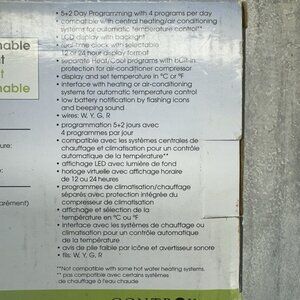 • 5+2 Day Programming with 4 programs per day
• compatible with central heating/air conditioning
systems for automatic temperature control**
• LCD display with backlight
• real-time clock with selectable
12 or 24 hour display format
• separate Heat/Cool programs with built-in
protection for air-conditioner compressor
• display and set temperature in °C or °F
• interface with heating or air-conditioning
systems for automatic temperature control
• low battery notification by flashing icons
and beeping sound
• wires: W, Y, G, R
• programmation 5+2 jours avec
4 programmes par jour
• compatible avec les systèmes centrales de
chauffage et climatisation pour un contrôle
automatique de la température**
• affichage LED avec lumière de fond
• horloge virtuelle avec affichage horaire
de 12 ou 24 heures
• programmes de climatisation/chauffage
séparés avec protection intégrée du
compresseur de climatisation
• affichage et sélection de la
température en °C ou °F
• interface avec les systèmes de chauffage ou
climatisation pour un contrôle automatique
de la température
• avis de pile faible par icône et avertisseur sonore
• fils: W, Y, G, R
**Not compatible with some hot water heating systems.
** pas compatible avec certains systèmes
de chauffage à l'eau chaude
nable
t
t
nable
ure:
arément)